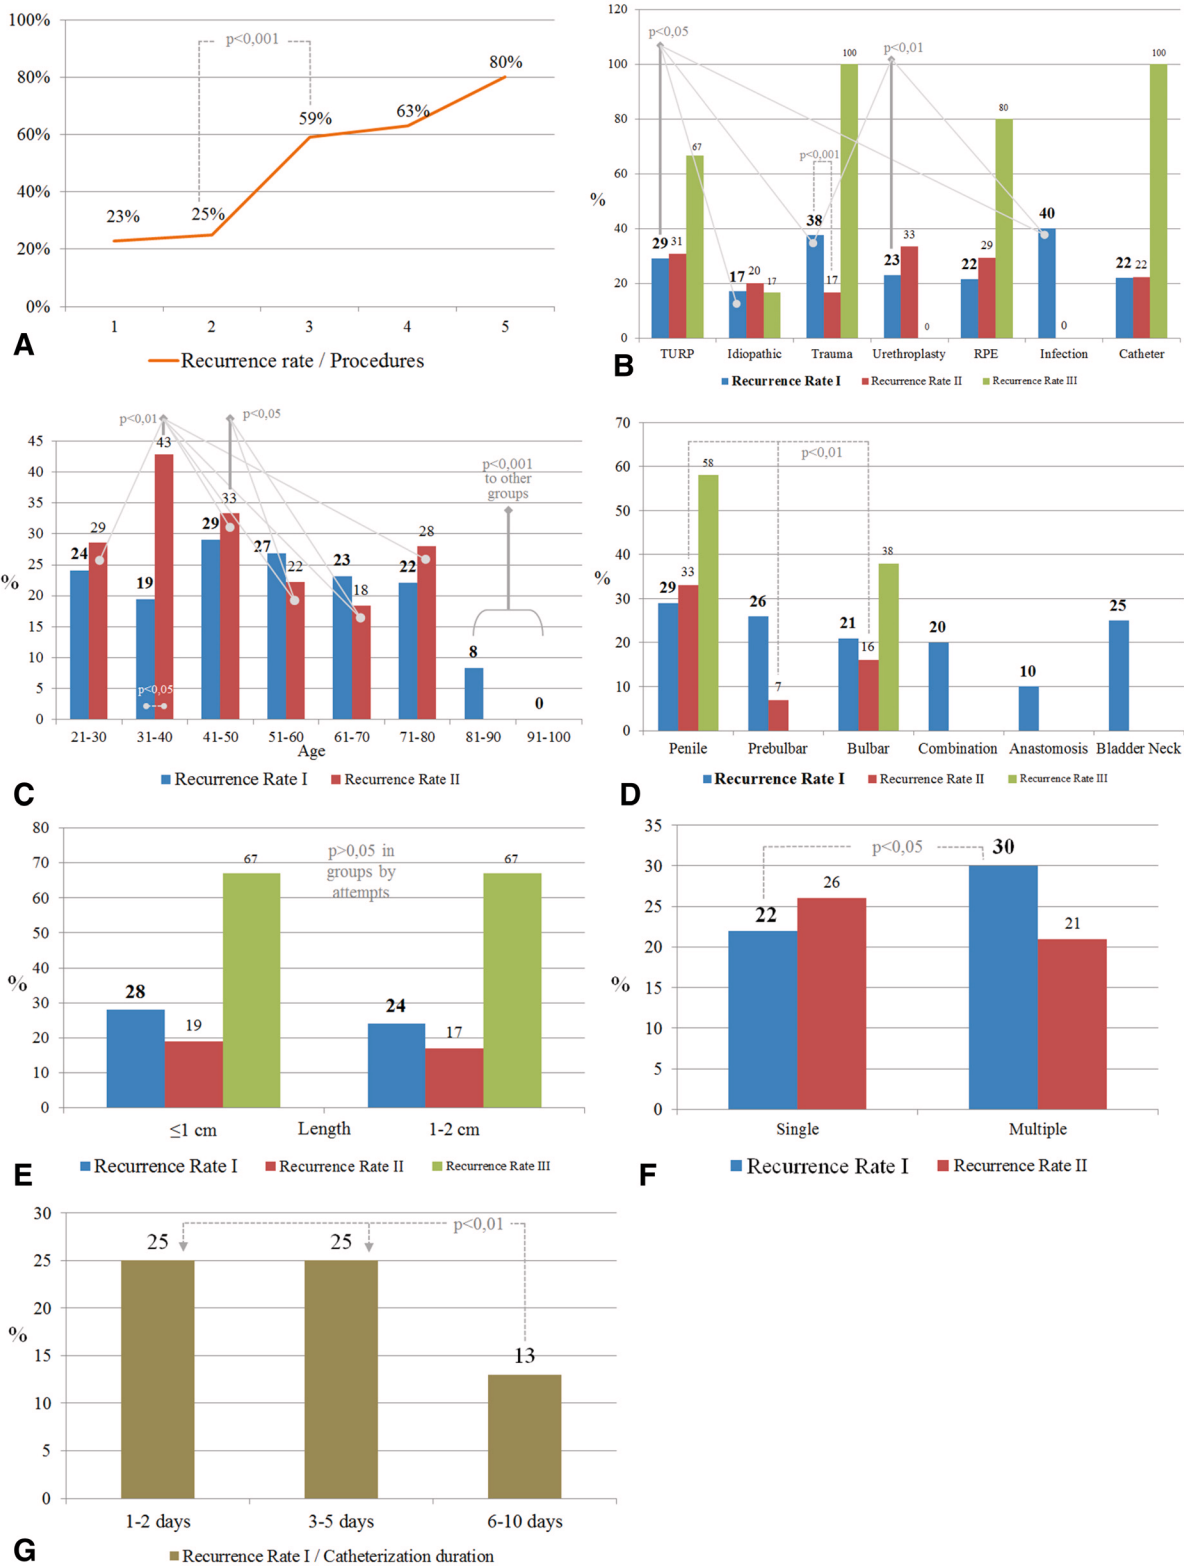 100%
80%
60%
40%
20%
0%
p<0,001
23%
25%
59%
63%
80%
1 2 3 4 5
A
Recurrence rate / Procedures
120
100
80
60
40
20
0
%
p<0,05
p<0,01
p<0,001
29 31 67
17 20 17
38 17 100
23 33 0
22 29 80
40 0
22 22 100
TURP Idiopathic Trauma Urethroplasty RPE Infection Catheter
B
Recurrence Rate I Recurrence Rate II Recurrence Rate III
p<0,01
p<0,05
45
40
35
30
25
20
15
10
5
0
%
24 29
19 43
29 33
27 22
23 18
22 28
8
0
p<0,001
to other
groups
p<0,05
21-30 31-40 41-50 51-60 61-70 71-80 81-90 91-100
Age
C
Recurrence Rate I Recurrence Rate II
70
60
50
40
30
20
10
0
%
p<0,01
29 33 58
26 7
21 16 38
20
10
25
Penile Prebulbar Bulbar Combination Anastomosis Bladder Neck
D
Recurrence Rate I Recurrence Rate II Recurrence Rate III
80
70
60
50
40
30
20
10
0
%
p>0,05 in
groups by
attempts
28 19 67
24 17 67
≤1 cm Length 1-2 cm
E
Recurrence Rate I Recurrence Rate II Recurrence Rate III
35
30
25
20
15
10
5
0
%
p<0,05
22 26
30 21
Single Multiple
F
Recurrence Rate I Recurrence Rate II
30
25
20
15
10
5
0
%
p<0,01
25 25 13
1-2 days 3-5 days 6-10 days
G
Recurrence Rate I / Catheterization duration